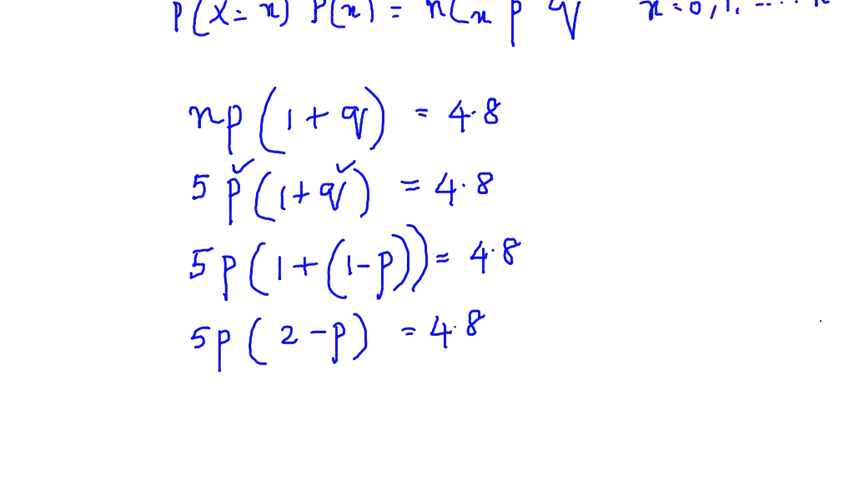 P(X=x) P(x) = nCx p q x=0,1, ......
np (1+q) = 4.8
5 p (1+q) = 4.8
5p (1+(1-p)) = 4.8
5p (2-p) = 4.8